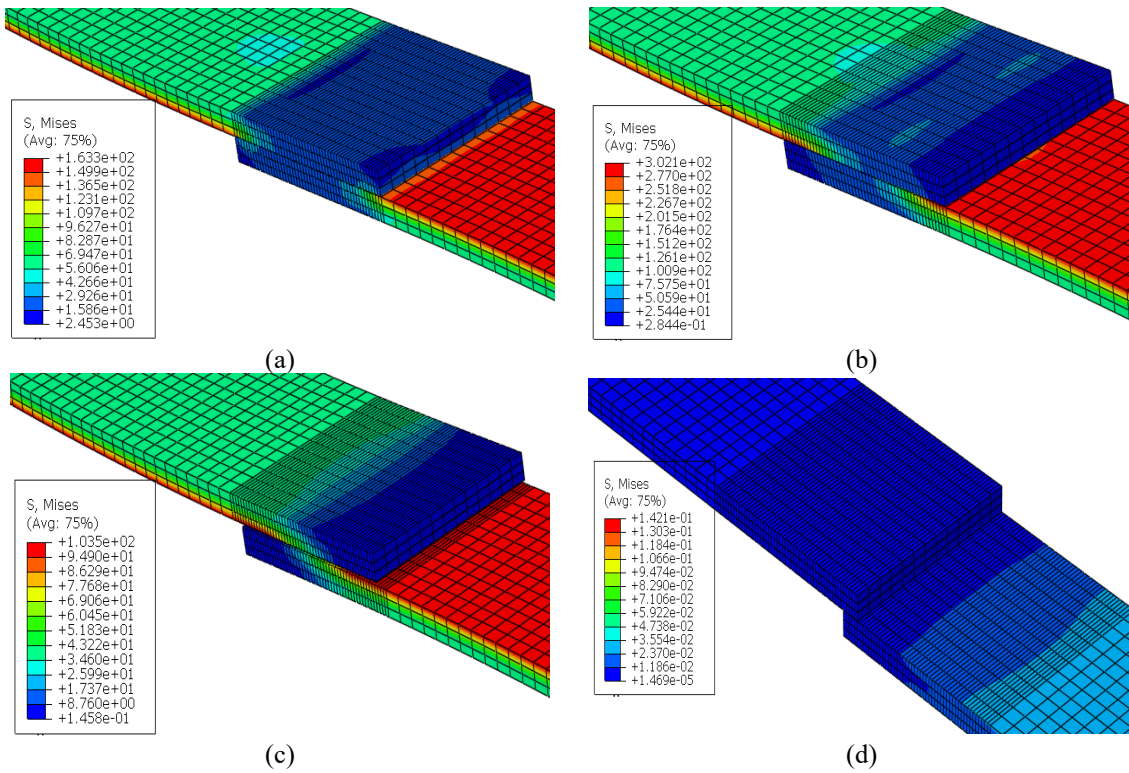 S, Mises
(Avg: 75%)
+1.633e+02
+1.499e+02
+1.365e+02
+1.231e+02
+1.097e+02
+9.627e+01
+8.287e+01
+6.947e+01
+5.606e+01
+4.266e+01
+2.926e+01
+1.586e+01
+2.453e+00
(a)
S, Mises
(Avg: 75%)
+3.021e+02
+2.770e+02
+2.518e+02
+2.267e+02
+2.015e+02
+1.764e+02
+1.512e+02
+1.261e+02
+1.009e+02
+7.575e+01
+5.059e+01
+2.544e+01
+2.844e-01
(b)
S, Mises
(Avg: 75%)
+1.035e+02
+9.490e+01
+8.629e+01
+7.768e+01
+6.906e+01
+6.045e+01
+5.183e+01
+4.322e+01
+3.460e+01
+2.599e+01
+1.737e+01
+8.760e+00
+1.458e-01
(c)
S, Mises
(Avg: 75%)
+1.421e-01
+1.303e-01
+1.184e-01
+1.066e-01
+9.474e-02
+8.290e-02
+7.106e-02
+5.922e-02
+4.738e-02
+3.554e-02
+2.370e-02
+1.186e-02
+1.469e-05
(d)